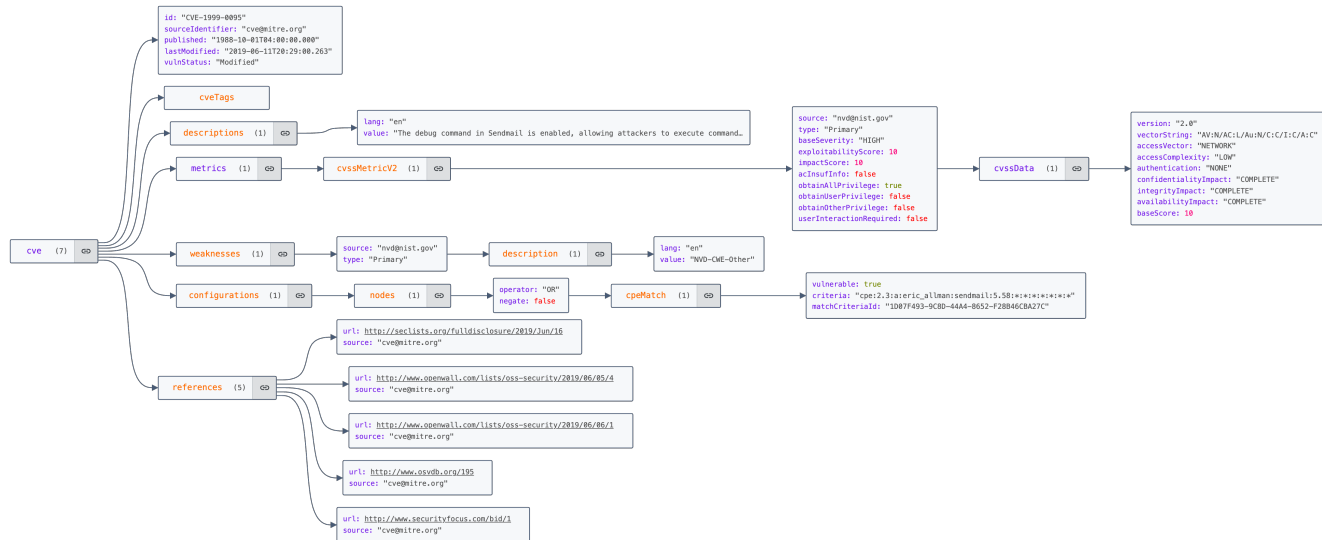 id: "CVE-1999-0095"
sourceIdentifier: "cve@mitre.org"
published: "1988-10-01T04:00:00.000"
lastModified: "2019-06-11T20:29:00.263"
vulnStatus: "Modified"
cveTags
descriptions (1)
lang: "en"
value: "The debug command in Sendmail is enabled, allowing attackers to execute command…
metrics (1)
cvssMetricV2 (1)
source: "nvd@nist.gov"
type: "Primary"
baseSeverity: "HIGH"
exploitabilityScore: 10
impactScore: 10
acInsufInfo: false
obtainAllPrivilege: true
obtainUserPrivilege: false
obtainOtherPrivilege: false
userInteractionRequired: false
cvssData (1)
version: "2.0"
vectorString: "AV:N/AC:L/Au:N/C:C/I:C/A:C"
accessVector: "NETWORK"
accessComplexity: "LOW"
authentication: "NONE"
confidentialityImpact: "COMPLETE"
integrityImpact: "COMPLETE"
availabilityImpact: "COMPLETE"
baseScore: 10
cve (7)
weaknesses (1)
source: "nvd@nist.gov"
type: "Primary"
description (1)
lang: "en"
value: "NVD-CWE-Other"
configurations (1)
nodes (1)
operator: "OR"
negate: false
cpeMatch (1)
vulnerable: true
criteria: "cpe:2.3:a:eric_allman:sendmail:5.58:*:*:*:*:*:*:*"
matchCriteriaId: "1D07F493-9C8D-44A4-8652-F28B46CBA27C"
references (5)
url: http://seclists.org/fulldisclosure/2019/Jun/16
source: "cve@mitre.org"
url: http://www.openwall.com/lists/oss-security/2019/06/05/4
source: "cve@mitre.org"
url: http://www.openwall.com/lists/oss-security/2019/06/06/1
source: "cve@mitre.org"
url: http://www.osvdb.org/195
source: "cve@mitre.org"
url: http://www.securityfocus.com/bid/1
source: "cve@mitre.org"